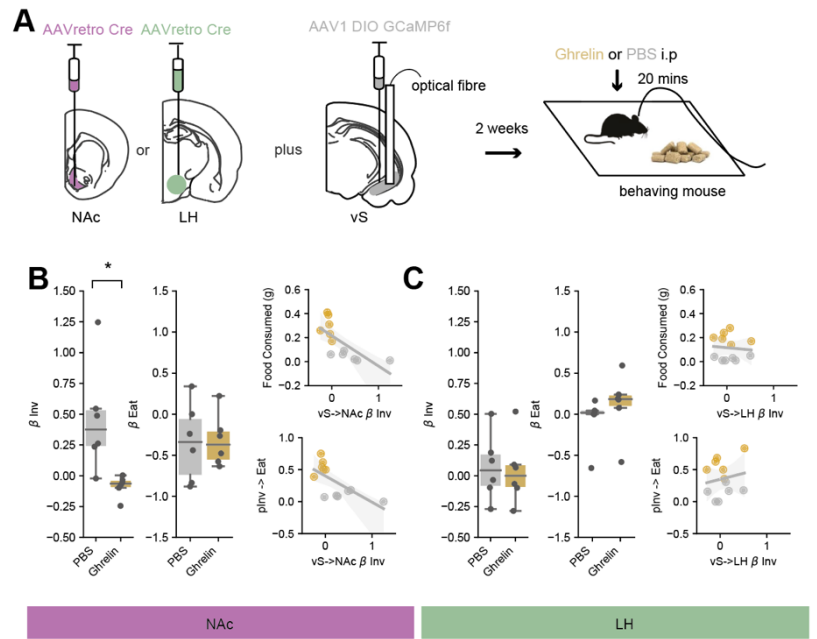 A
AAVretro Cre AAVretro Cre
AAV1 DIO GCaMP6f
Ghrelin or PBS i.p
20 mins
optical fibre
2 weeks
or
plus
behaving mouse
NAc
LH
vS
B
*
β Inv
1.50
1.25
1.00
0.75
0.50
0.25
0.00
-0.25
-0.50
PBS
Ghrelin
β Eat
1.5
1.0
0.5
-0.0
-0.5
-1.0
-1.5
PBS
Ghrelin
Food Consumed (g)
0.6
0.4
0.2
0.0
-0.2
0 1
vS->NAc β Inv
pInv -> Eat
1.0
0.5
0.0
-0.5
0 1
vS->NAc β Inv
C
β Inv
1.50
1.25
1.00
0.75
0.50
0.25
0.00
-0.25
-0.50
PBS
Ghrelin
β Eat
1.5
1.0
0.5
0.0
-0.5
-1.0
-1.5
PBS
Ghrelin
Food Consumed (g)
0.6
0.4
0.2
0.0
-0.2
0 1
vS->LH β Inv
pInv -> Eat
1.0
0.5
0.0
-0.5
0 1
vS->LH β Inv
NAc
LH